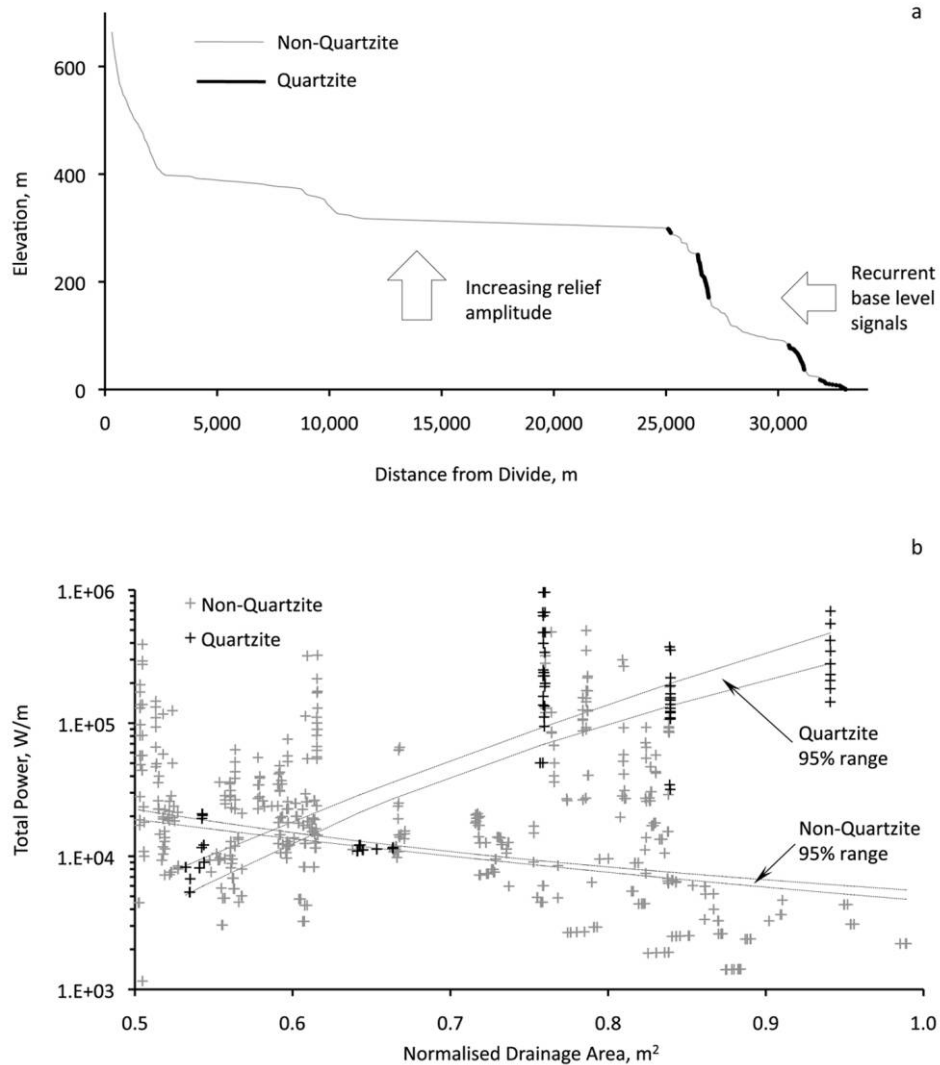 a
Non-Quartzite
Quartzite
600
400
200
0
Elevation, m
Increasing relief
amplitude
Recurrent
base level
signals
0 5,000 10,000 15,000 20,000 25,000 30,000
Distance from Divide, m
b
1.E+06
1.E+05
1.E+04
1.E+03
Total Power, W/m
Non-Quartzite
Quartzite
Quartzite
95% range
Non-Quartzite
95% range
0.5 0.6 0.7 0.8 0.9 1.0
Normalised Drainage Area, m²